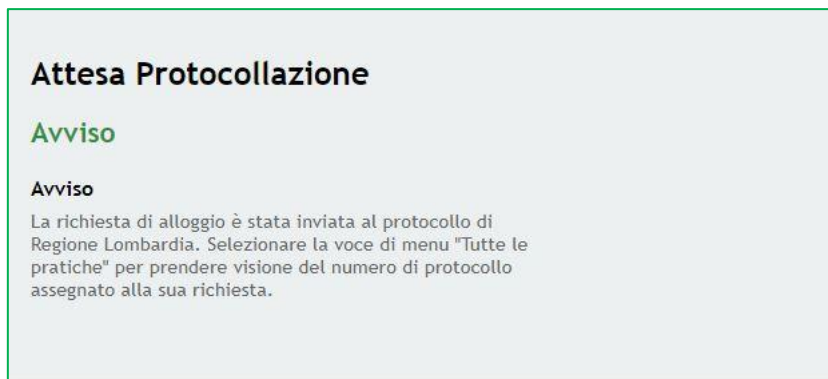 Attesa Protocollazione
Avviso
Avviso
La richiesta di alloggio è stata inviata al protocollo di
Regione Lombardia. Selezionare la voce di menu "Tutte le
pratiche" per prendere visione del numero di protocollo
assegnato alla sua richiesta.